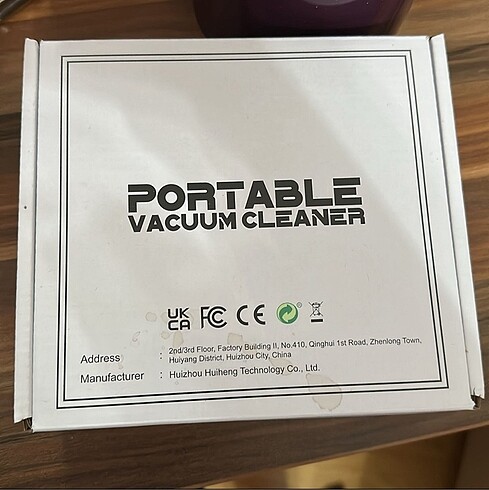 PORTABLE
VACUUM CLEANER
UK CA FC CE
Address : 2nd/3rd Floor, Factory Building II, No.410, Qinghui 1st Road, Zhenlong Town,
Huiyang District, Huizhou City, China
Manufacturer : Huizhou Huiheng Technology Co., Ltd.